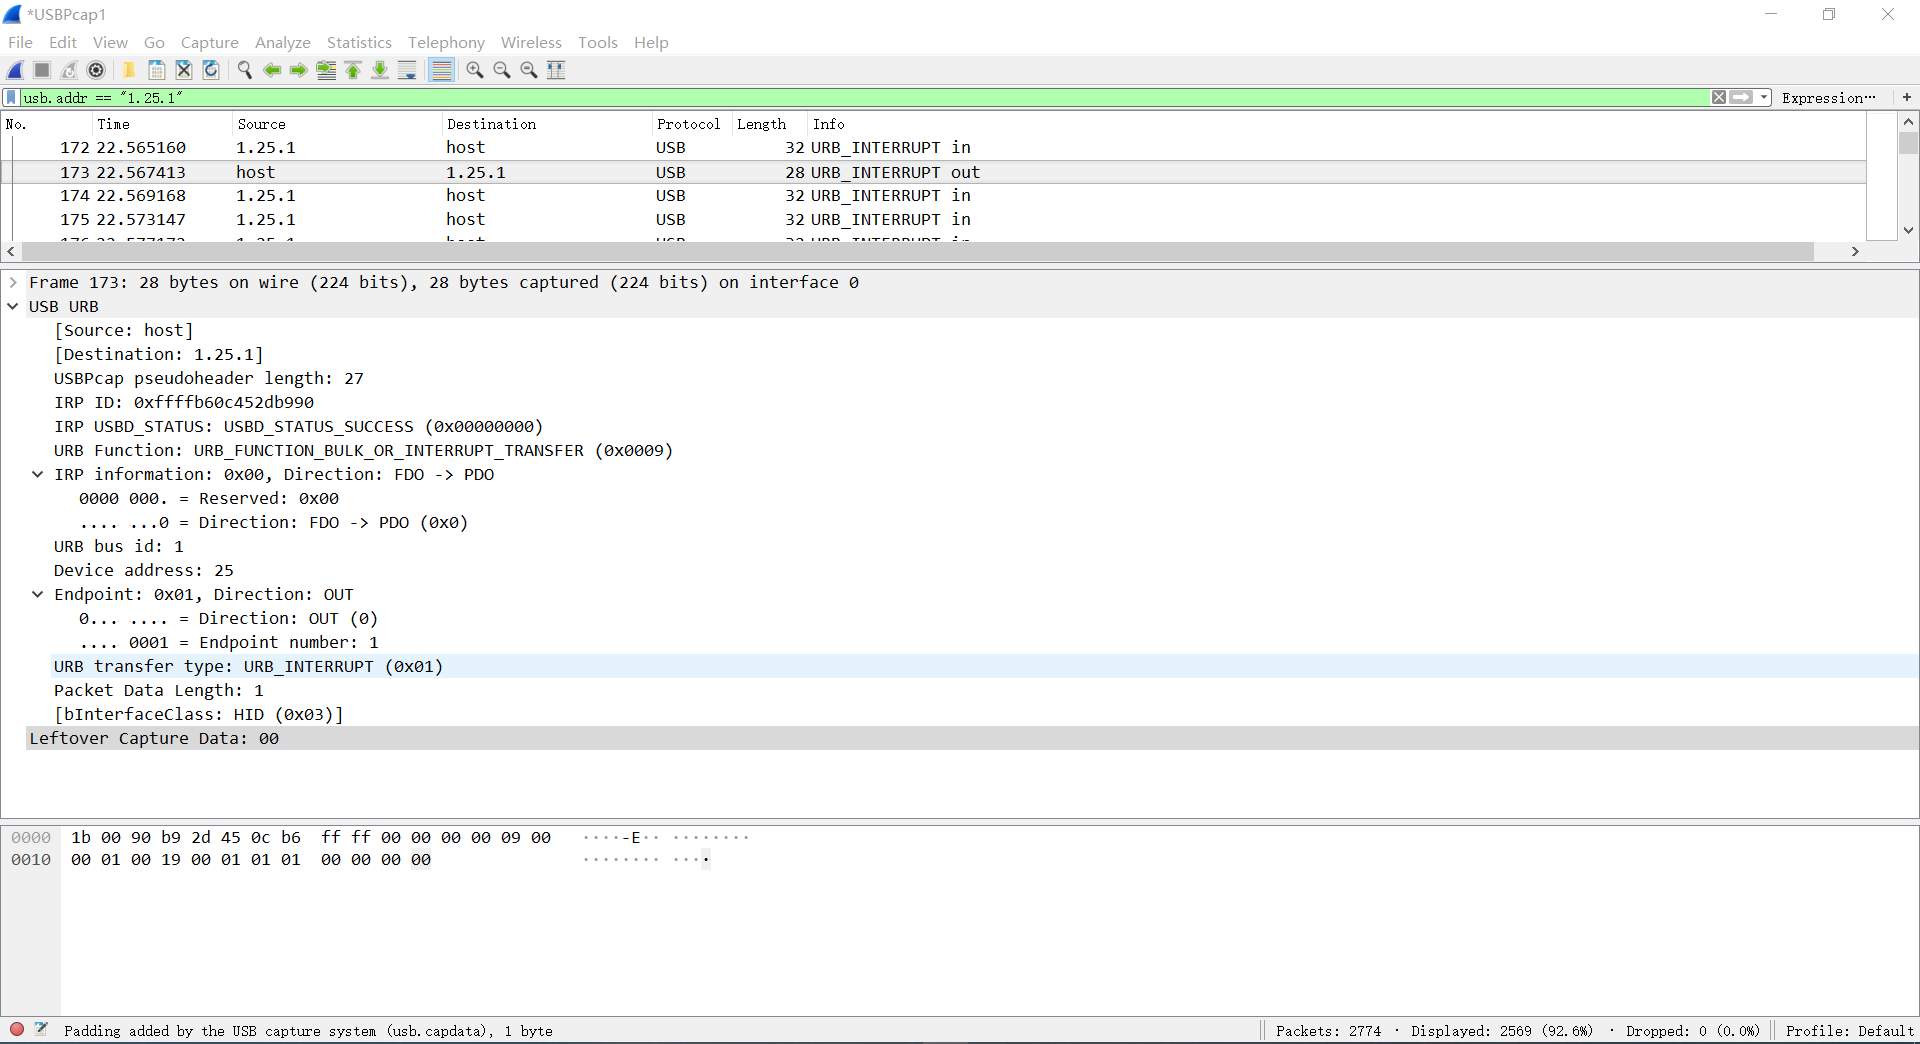 *USBPcap1
File Edit View Go Capture Analyze Statistics Telephony Wireless Tools Help
usb.addr == "1.25.1" Expression… +
No. Time Source Destination Protocol Length Info
172 22.565160 1.25.1 host USB 32 URB_INTERRUPT in
173 22.567413 host 1.25.1 USB 28 URB_INTERRUPT out
174 22.569168 1.25.1 host USB 32 URB_INTERRUPT in
175 22.573147 1.25.1 host USB 32 URB_INTERRUPT in
Frame 173: 28 bytes on wire (224 bits), 28 bytes captured (224 bits) on interface 0
USB URB
[Source: host]
[Destination: 1.25.1]
USBPcap pseudoheader length: 27
IRP ID: 0xffffb60c452db990
IRP USBD_STATUS: USBD_STATUS_SUCCESS (0x00000000)
URB Function: URB_FUNCTION_BULK_OR_INTERRUPT_TRANSFER (0x0009)
IRP information: 0x00, Direction: FDO -> PDO
0000 000. = Reserved: 0x00
.... ...0 = Direction: FDO -> PDO (0x0)
URB bus id: 1
Device address: 25
Endpoint: 0x01, Direction: OUT
0... .... = Direction: OUT (0)
.... 0001 = Endpoint number: 1
URB transfer type: URB_INTERRUPT (0x01)
Packet Data Length: 1
[bInterfaceClass: HID (0x03)]
Leftover Capture Data: 00
0000 1b 00 90 b9 2d 45 0c b6 ff ff 00 00 00 00 09 00 ····-E·· ········
0010 00 01 00 19 00 01 01 01 00 00 00 00 ········ ····
Padding added by the USB capture system (usb.capdata), 1 byte Packets: 2774 · Displayed: 2569 (92.6%) · Dropped: 0 (0.0%) Profile: Default